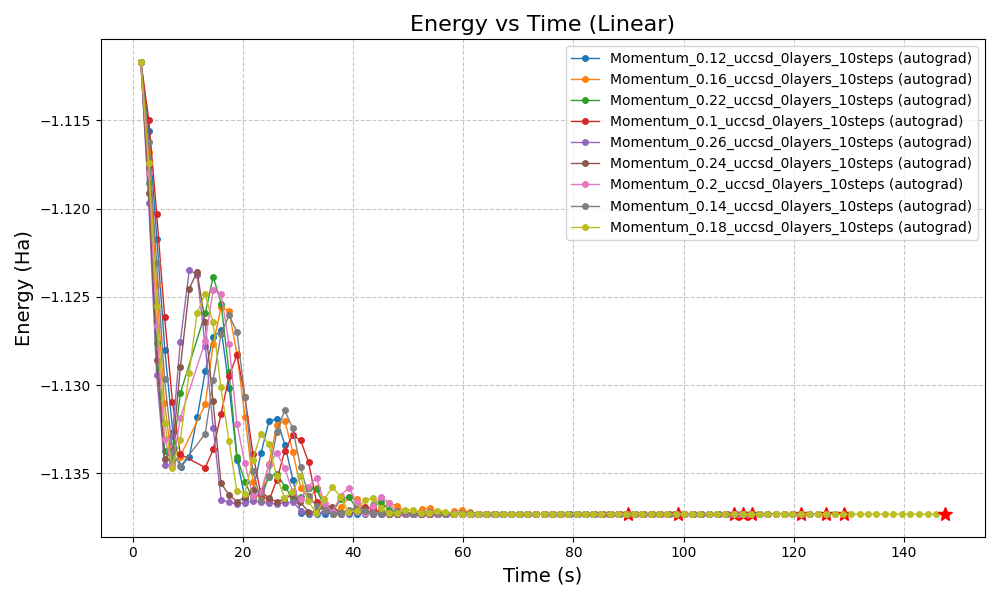 Energy vs Time (Linear)
Energy (Ha)
−1.115
−1.120
−1.125
−1.130
−1.135
Momentum_0.12_uccsd_0layers_10steps (autograd)
Momentum_0.16_uccsd_0layers_10steps (autograd)
Momentum_0.22_uccsd_0layers_10steps (autograd)
Momentum_0.1_uccsd_0layers_10steps (autograd)
Momentum_0.26_uccsd_0layers_10steps (autograd)
Momentum_0.24_uccsd_0layers_10steps (autograd)
Momentum_0.2_uccsd_0layers_10steps (autograd)
Momentum_0.14_uccsd_0layers_10steps (autograd)
Momentum_0.18_uccsd_0layers_10steps (autograd)
0 20 40 60 80 100 120 140
Time (s)